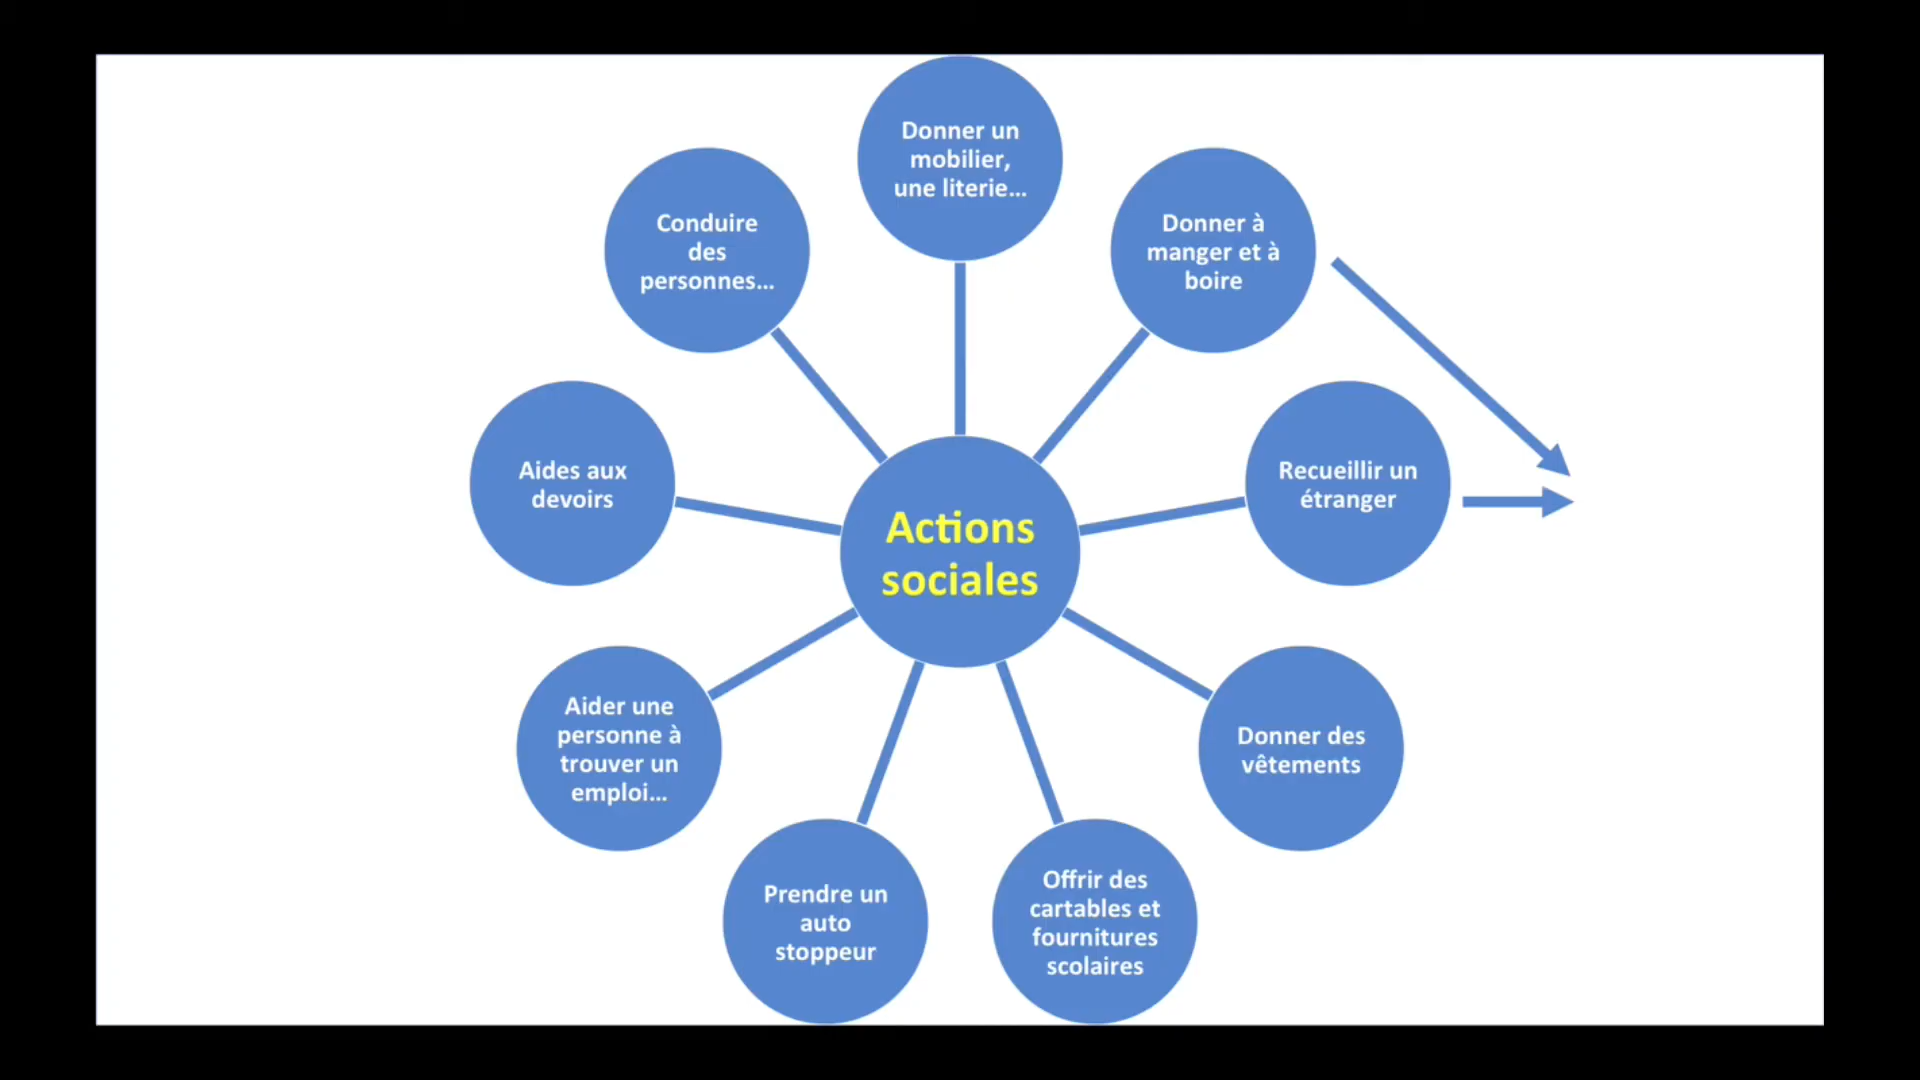 Donner un
mobilier,
une literie...
Donner à
manger et à
boire
Recueillir un
étranger
Donner des
vêtements
Offrir des
cartables et
fournitures
scolaires
Prendre un
auto
stoppeur
Aider une
personne à
trouver un
emploi...
Aides aux
devoirs
Conduire
des
personnes...
Actions
sociales